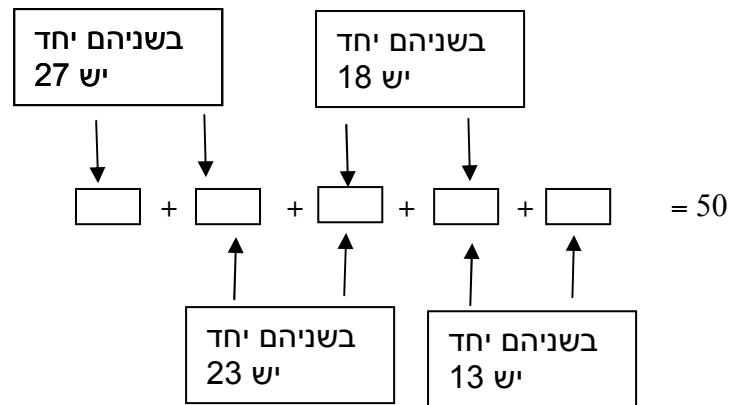 בשניהם יחד
יש 27
בשניהם יחד
יש 18
+ + + + = 50
בשניהם יחד
יש 23
בשניהם יחד
יש 13